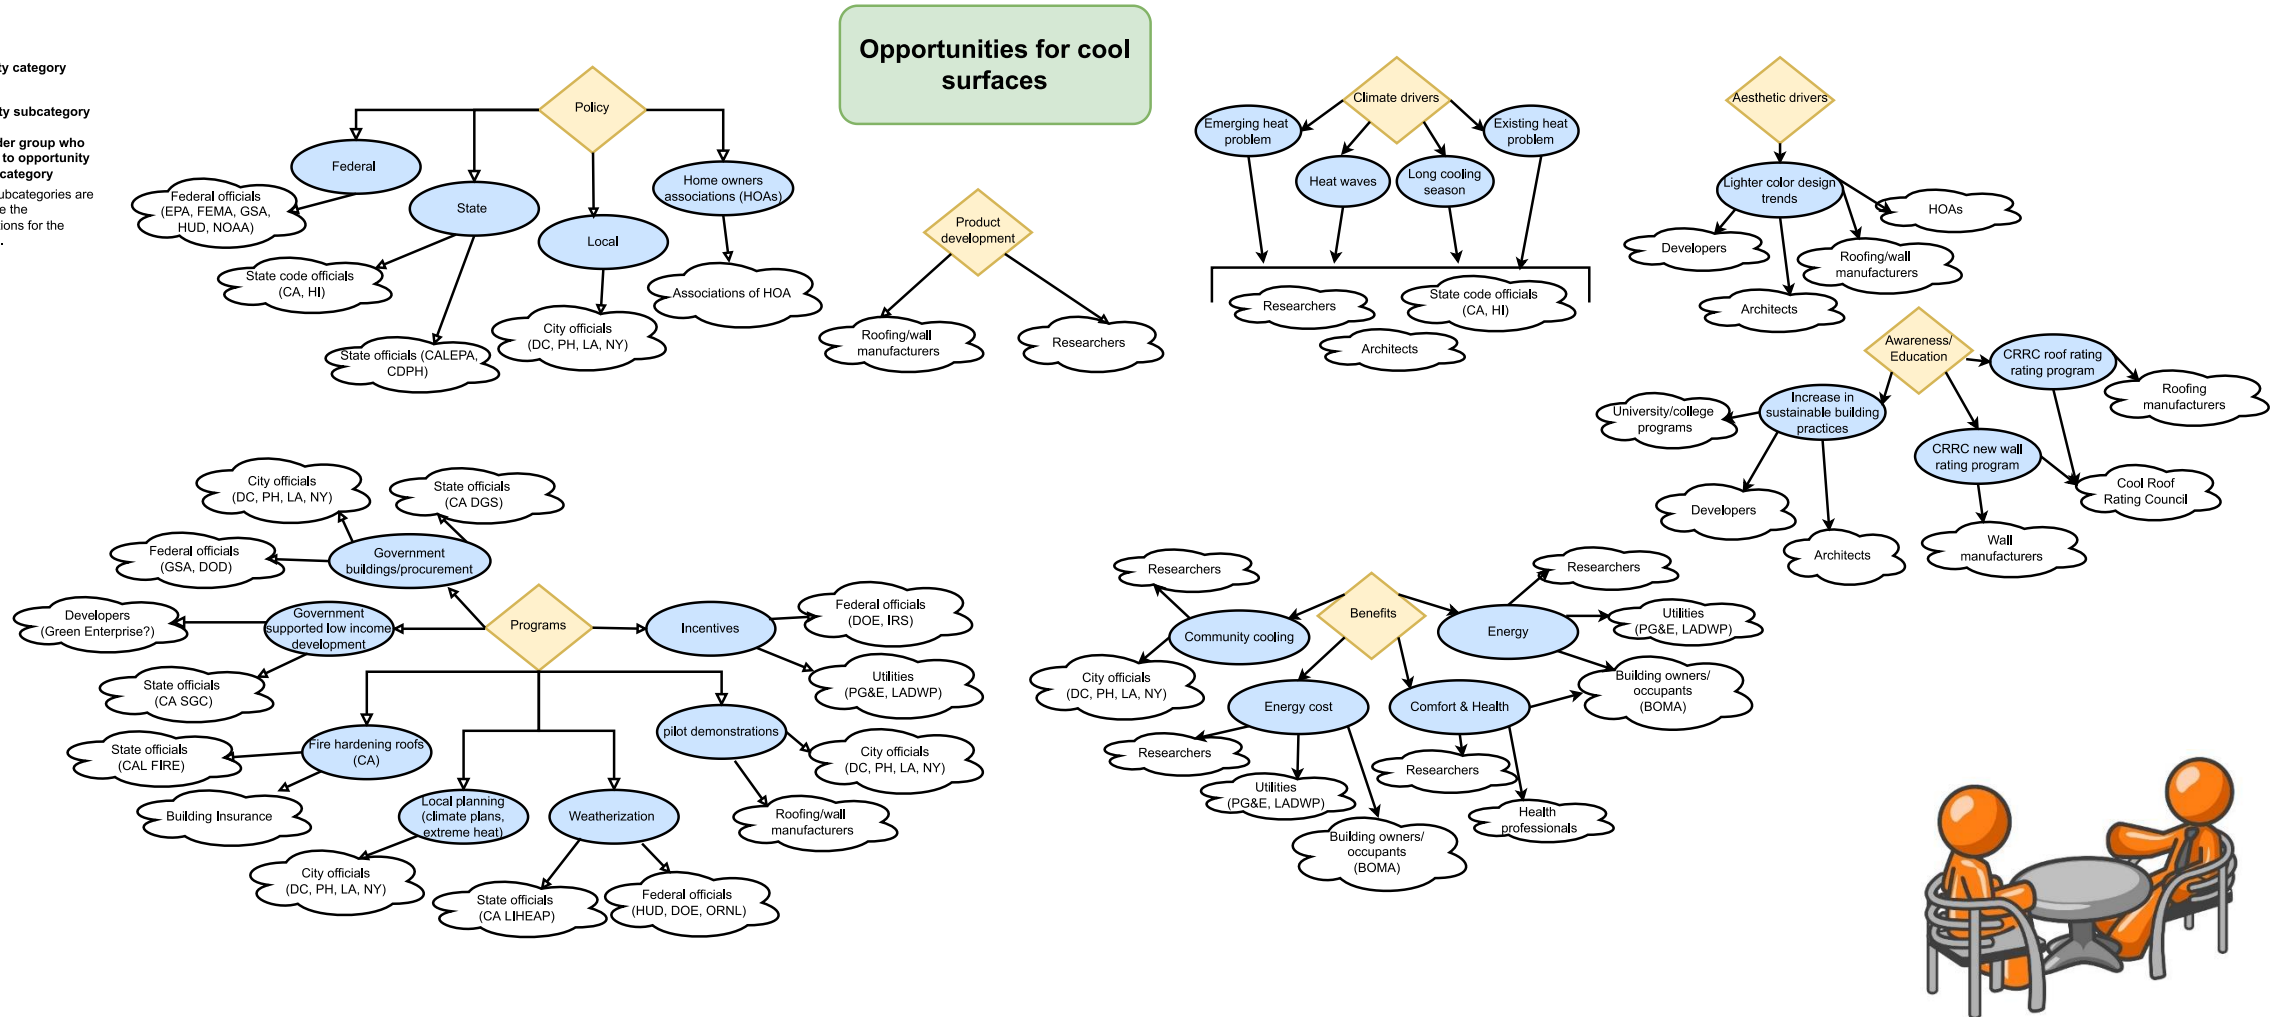 Opportunities for cool
surfaces
ty category
ty subcategory
der group who
to opportunity
category
ubcategories are
e the
tions for the
.
Policy
Federal
State
Local
Home owners
associations (HOAs)
Federal officials
(EPA, FEMA, GSA,
HUD, NOAA)
State code officials
(CA, HI)
State officials (CALEPA,
CDPH)
City officials
(DC, PH, LA, NY)
Associations of HOA
Product
development
Roofing/wall
manufacturers
Researchers
Climate drivers
Emerging heat
problem
Heat waves
Long cooling
season
Existing heat
problem
Researchers
State code officials
(CA, HI)
Architects
Aesthetic drivers
Lighter color design
trends
HOAs
Developers
Roofing/wall
manufacturers
Architects
Awareness/
Education
CRRC roof rating
rating program
Increase in
sustainable building
practices
CRRC new wall
rating program
Roofing
manufacturers
University/college
programs
Developers
Architects
Wall
manufacturers
Cool Roof
Rating Council
Programs
Government
buildings/procurement
City officials
(DC, PH, LA, NY)
State officials
(CA DGS)
Federal officials
(GSA, DOD)
Government
supported low income
development
Developers
(Green Enterprise?)
State officials
(CA SGC)
Incentives
Federal officials
(DOE, IRS)
Utilities
(PG&E, LADWP)
Fire hardening roofs
(CA)
State officials
(CAL FIRE)
Building Insurance
Local planning
(climate plans,
extreme heat)
City officials
(DC, PH, LA, NY)
Weatherization
State officials
(CA LIHEAP)
Federal officials
(HUD, DOE, ORNL)
pilot demonstrations
City officials
(DC, PH, LA, NY)
Roofing/wall
manufacturers
Benefits
Community cooling
Researchers
City officials
(DC, PH, LA, NY)
Energy
Researchers
Utilities
(PG&E, LADWP)
Building owners/
occupants
(BOMA)
Energy cost
Researchers
Utilities
(PG&E, LADWP)
Building owners/
occupants
(BOMA)
Comfort & Health
Researchers
Health
professionals